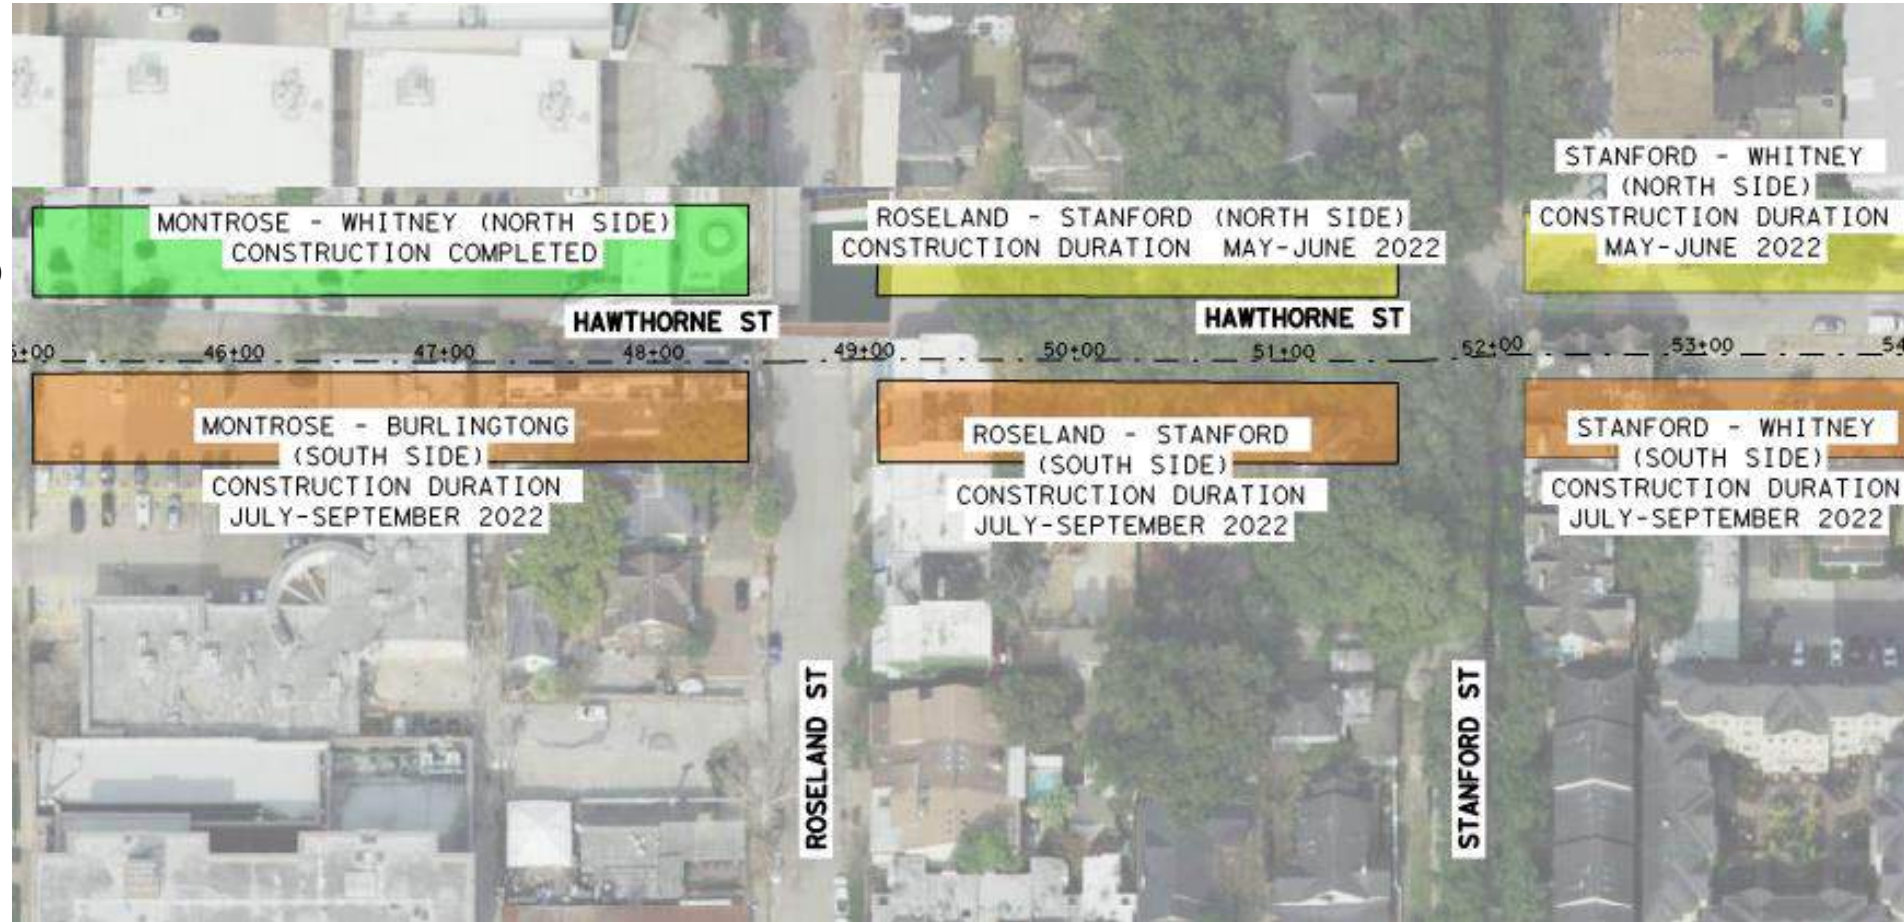 STANFORD - WHITNEY
(NORTH SIDE)
CONSTRUCTION DURATION
MAY-JUNE 2022
MONTROSE - WHITNEY (NORTH SIDE)
CONSTRUCTION COMPLETED
ROSELAND - STANFORD (NORTH SIDE)
CONSTRUCTION DURATION MAY-JUNE 2022
HAWTHORNE ST
HAWTHORNE ST
5+00 46+00 47+00 48+00 49+00 50+00 51+00 52+00 53+00 54
MONTROSE - BURLINGTONG
(SOUTH SIDE)
CONSTRUCTION DURATION
JULY-SEPTEMBER 2022
ROSELAND - STANFORD
(SOUTH SIDE)
CONSTRUCTION DURATION
JULY-SEPTEMBER 2022
STANFORD - WHITNEY
(SOUTH SIDE)
CONSTRUCTION DURATION
JULY-SEPTEMBER 2022
ROSELAND ST
STANFORD ST